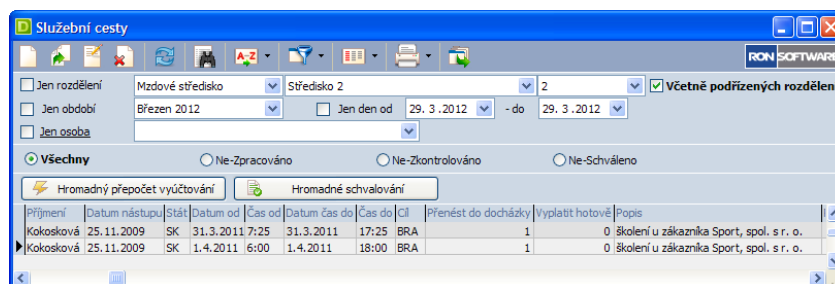 Služební cesty
A-Z
RON SOFTWARE
Jen rozdělení Mzdové středisko Středisko 2 2 Včetně podřízených rozdělen
Jen období Březen 2012 Jen den od 29. 3.2012 - do 29. 3.2012
Jen osoba
Všechny Ne-Zpracováno Ne-Zkontrolováno Ne-Schváleno
Hromadný přepočet vyúčtování Hromadné schvalování
Příjmení Datum nástupu Stát Datum od Čas od Datum čas do Čas do Cíl Přenést do docházky Vyplatit hotově Popis
Kokosková 25.11.2009 SK 31.3.2011 7:25 31.3.2011 17:25 BRA 1 0 školení u zákazníka Sport, spol. s r. o.
Kokosková 25.11.2009 SK 1.4.2011 6:00 1.4.2011 18:00 BRA 1 0 školení u zákazníka Sport, spol. s r. o.